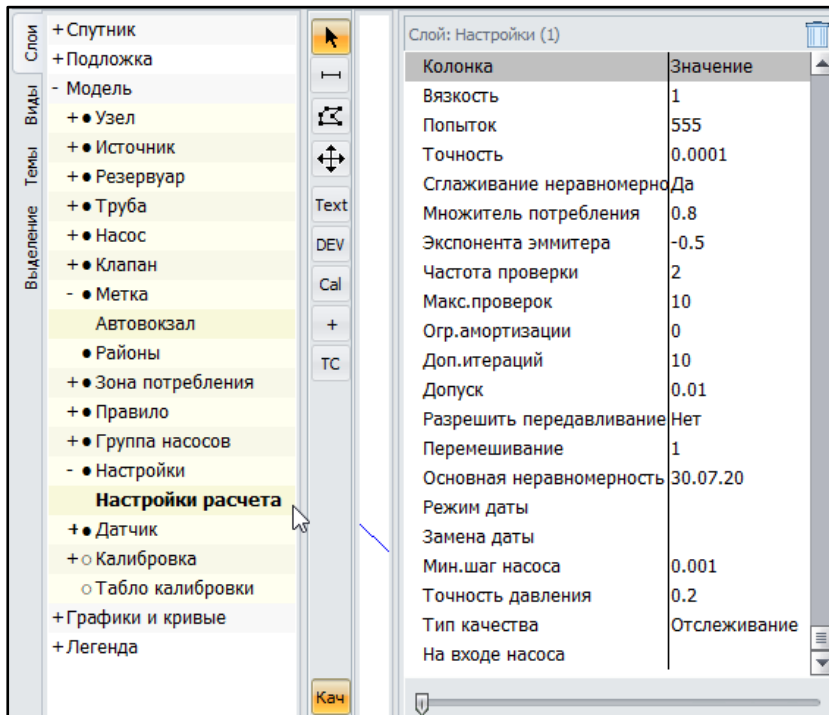 Слои
Виды
Темы
Выделение
+ Спутник
+ Подложка
- Модель
+ ● Узел
+ ● Источник
+ ● Резервуар
+ ● Труба
+ ● Насос
+ ● Клапан
- ● Метка
Автовокзал
● Районы
+ ● Зона потребления
+ ● Правило
+ ● Группа насосов
- ● Настройки
Настройки расчета
+ ● Датчик
+ ○ Калибровка
○ Табло калибровки
+ Графики и кривые
+ Легенда
Text
DEV
Cal
+
TC
Кач
Слой: Настройки (1)
Колонка Значение
Вязкость 1
Попыток 555
Точность 0.0001
Сглаживание неравномерно Да
Множитель потребления 0.8
Экспонента эммитера -0.5
Частота проверки 2
Макс.проверок 10
Огр.амортизации 0
Доп.итераций 10
Допуск 0.01
Разрешить передавливание Нет
Перемешивание 1
Основная неравномерность 30.07.20
Режим даты
Замена даты
Мин.шаг насоса 0.001
Точность давления 0.2
Тип качества Отслеживание
На входе насоса